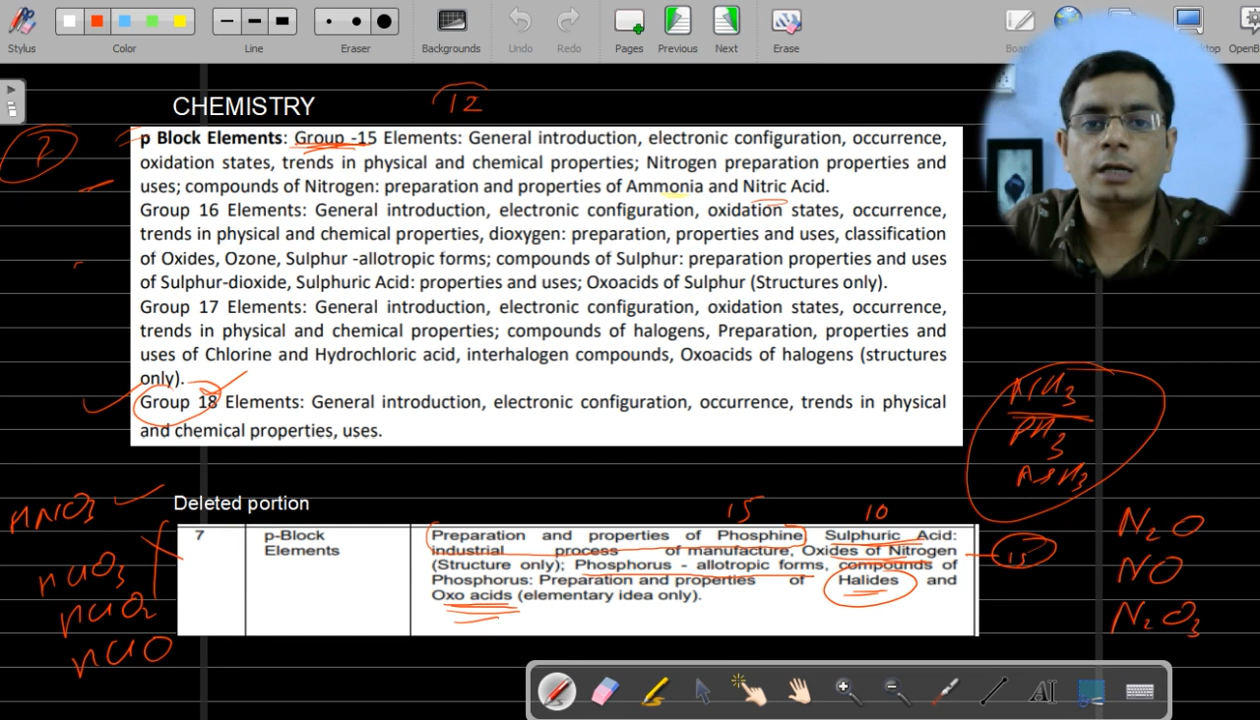 Stylus
Color
Line
Eraser
Backgrounds
Undo
Redo
Pages
Previous
Next
Erase
CHEMISTRY
12
p Block Elements: Group -15 Elements: General introduction, electronic configuration, occurrence,
oxidation states, trends in physical and chemical properties; Nitrogen preparation properties and
uses; compounds of Nitrogen: preparation and properties of Ammonia and Nitric Acid.
Group 16 Elements: General introduction, electronic configuration, oxidation states, occurrence,
trends in physical and chemical properties, dioxygen: preparation, properties and uses, classification
of Oxides, Ozone, Sulphur -allotropic forms; compounds of Sulphur: preparation properties and uses
of Sulphur-dioxide, Sulphuric Acid: properties and uses; Oxoacids of Sulphur (Structures only).
Group 17 Elements: General introduction, electronic configuration, oxidation states, occurrence,
trends in physical and chemical properties; compounds of halogens, Preparation, properties and
uses of Chlorine and Hydrochloric acid, interhalogen compounds, Oxoacids of halogens (structures
only).
Group 18 Elements: General introduction, electronic configuration, occurrence, trends in physical
and chemical properties, uses.
PH3
AsH3
Deleted portion
15
10
7
p-Block
Elements
Preparation and properties of Phosphine, Sulphuric Acid:
industrial process of manufacture, Oxides of Nitrogen
(Structure only); Phosphorus - allotropic forms, compounds of
Phosphorus: Preparation and properties of Halides and
Oxo acids (elementary idea only).
15
HNO3
N2O
NO
N2O3